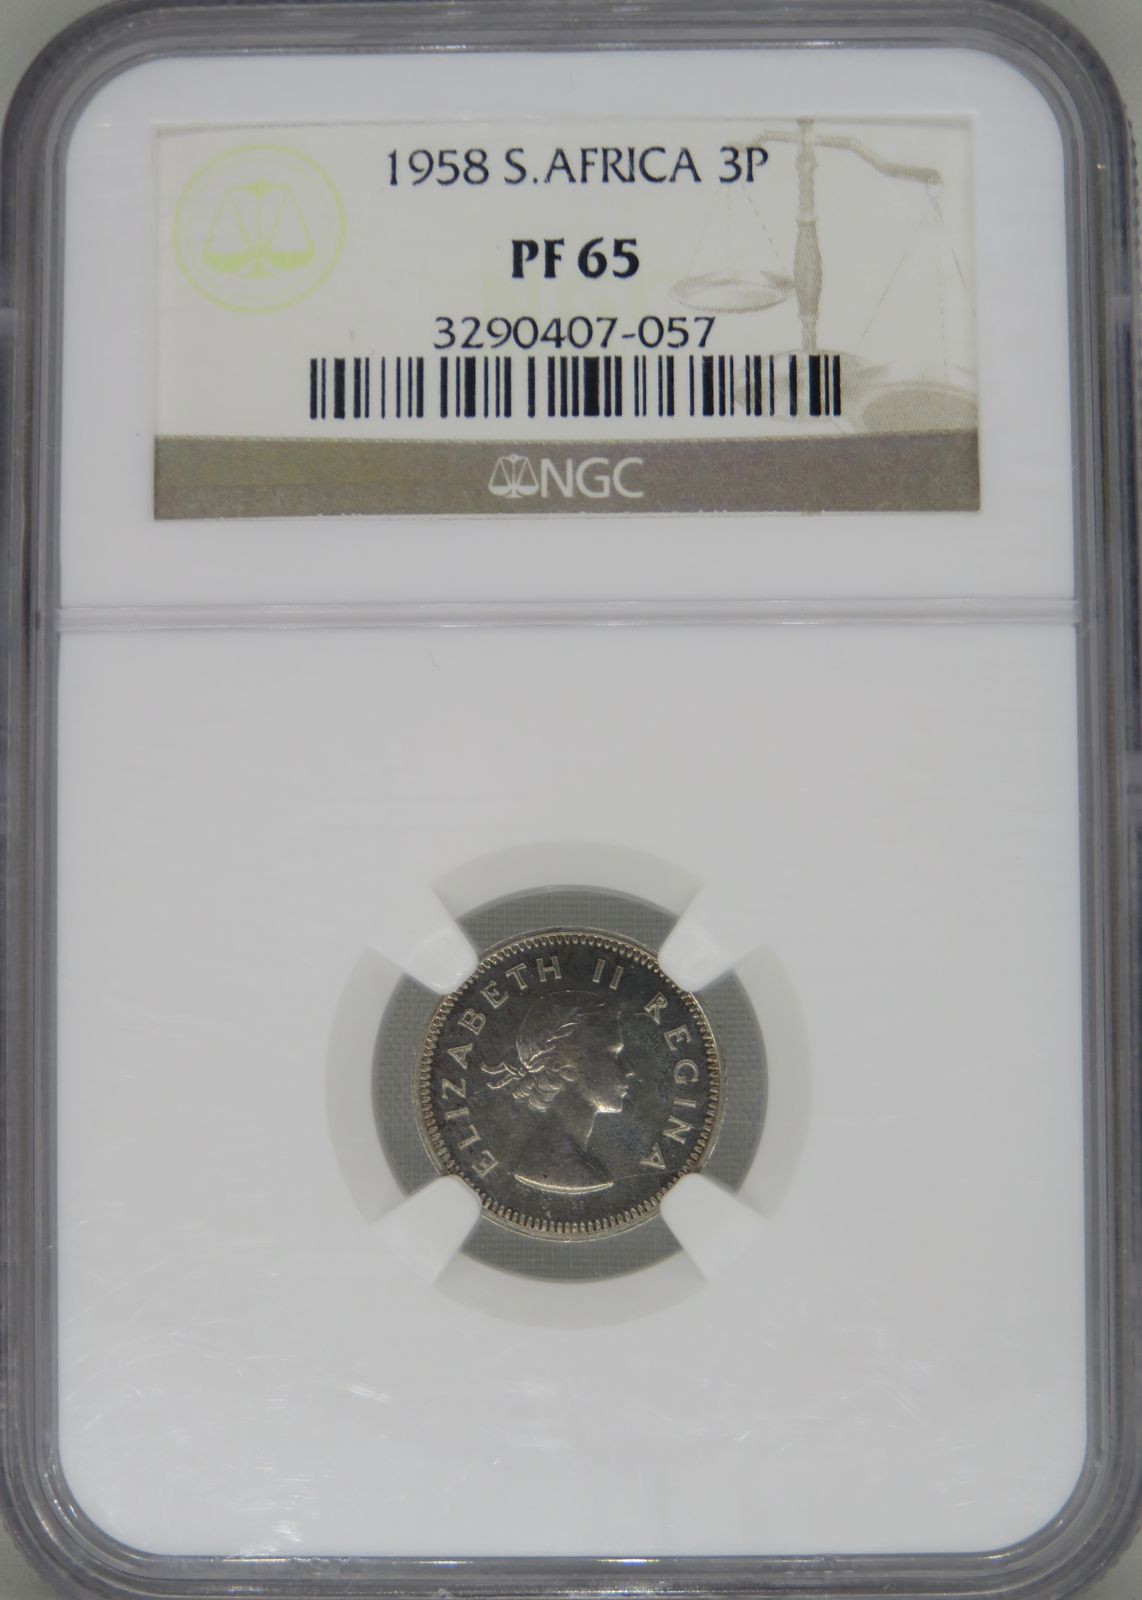 1958 S.AFRICA 3P
PF 65
3290407-057
NGC
ELIZABETH II REGINA